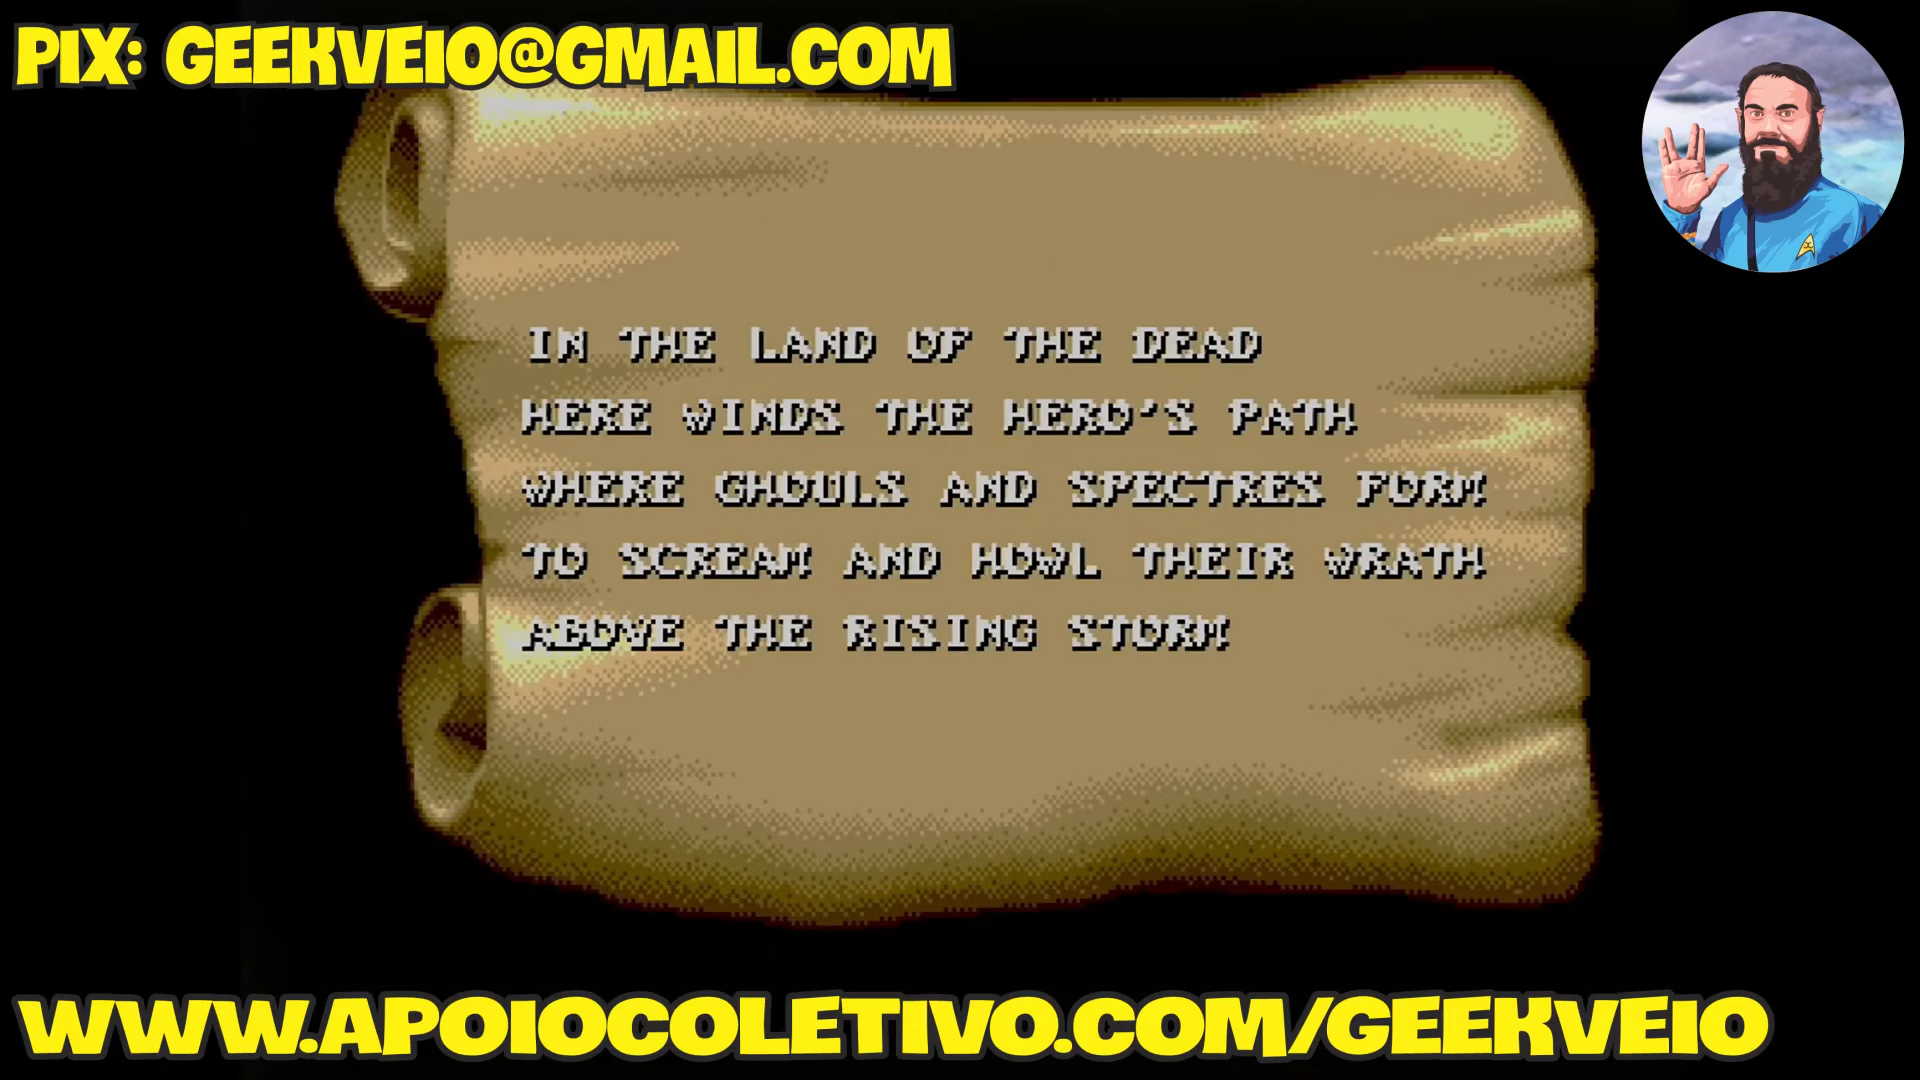 PIX: GEEKVEIO@GMAIL.COM
IN THE LAND OF THE DEAD
HERE WINDS THE HERO'S PATH
WHERE GHOULS AND SPECTRES FORM
TO SCREAM AND HOWL THEIR WRATH
ABOVE THE RISING STORM
WWW.APOIOCOLETIVO.COM/GEEKVEIO